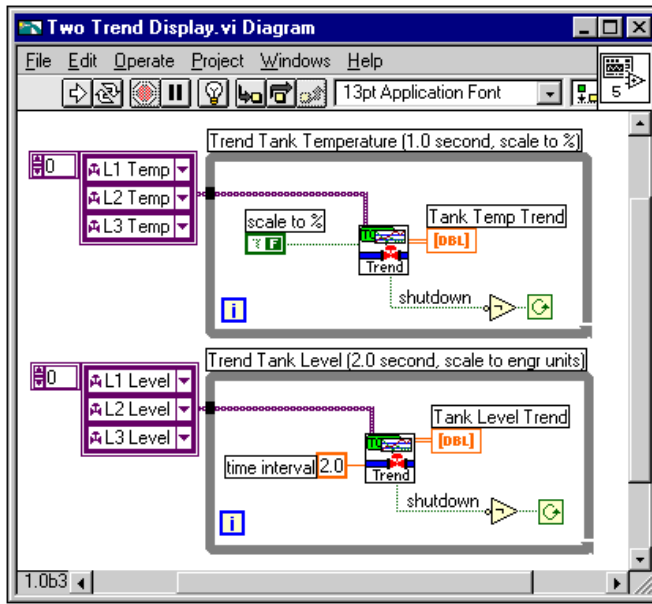 Two Trend Display.vi Diagram
File Edit Operate Project Windows Help
13pt Application Font
5
Trend Tank Temperature (1.0 second, scale to %)
0
L1 Temp
L2 Temp
L3 Temp
scale to %
F
TQ
Trend
Tank Temp Trend
[DBL]
shutdown
i
Trend Tank Level (2.0 second, scale to engr units)
0
L1 Level
L2 Level
L3 Level
time interval 2.0
Trend
Tank Level Trend
[DBL]
shutdown
i
1.0b3